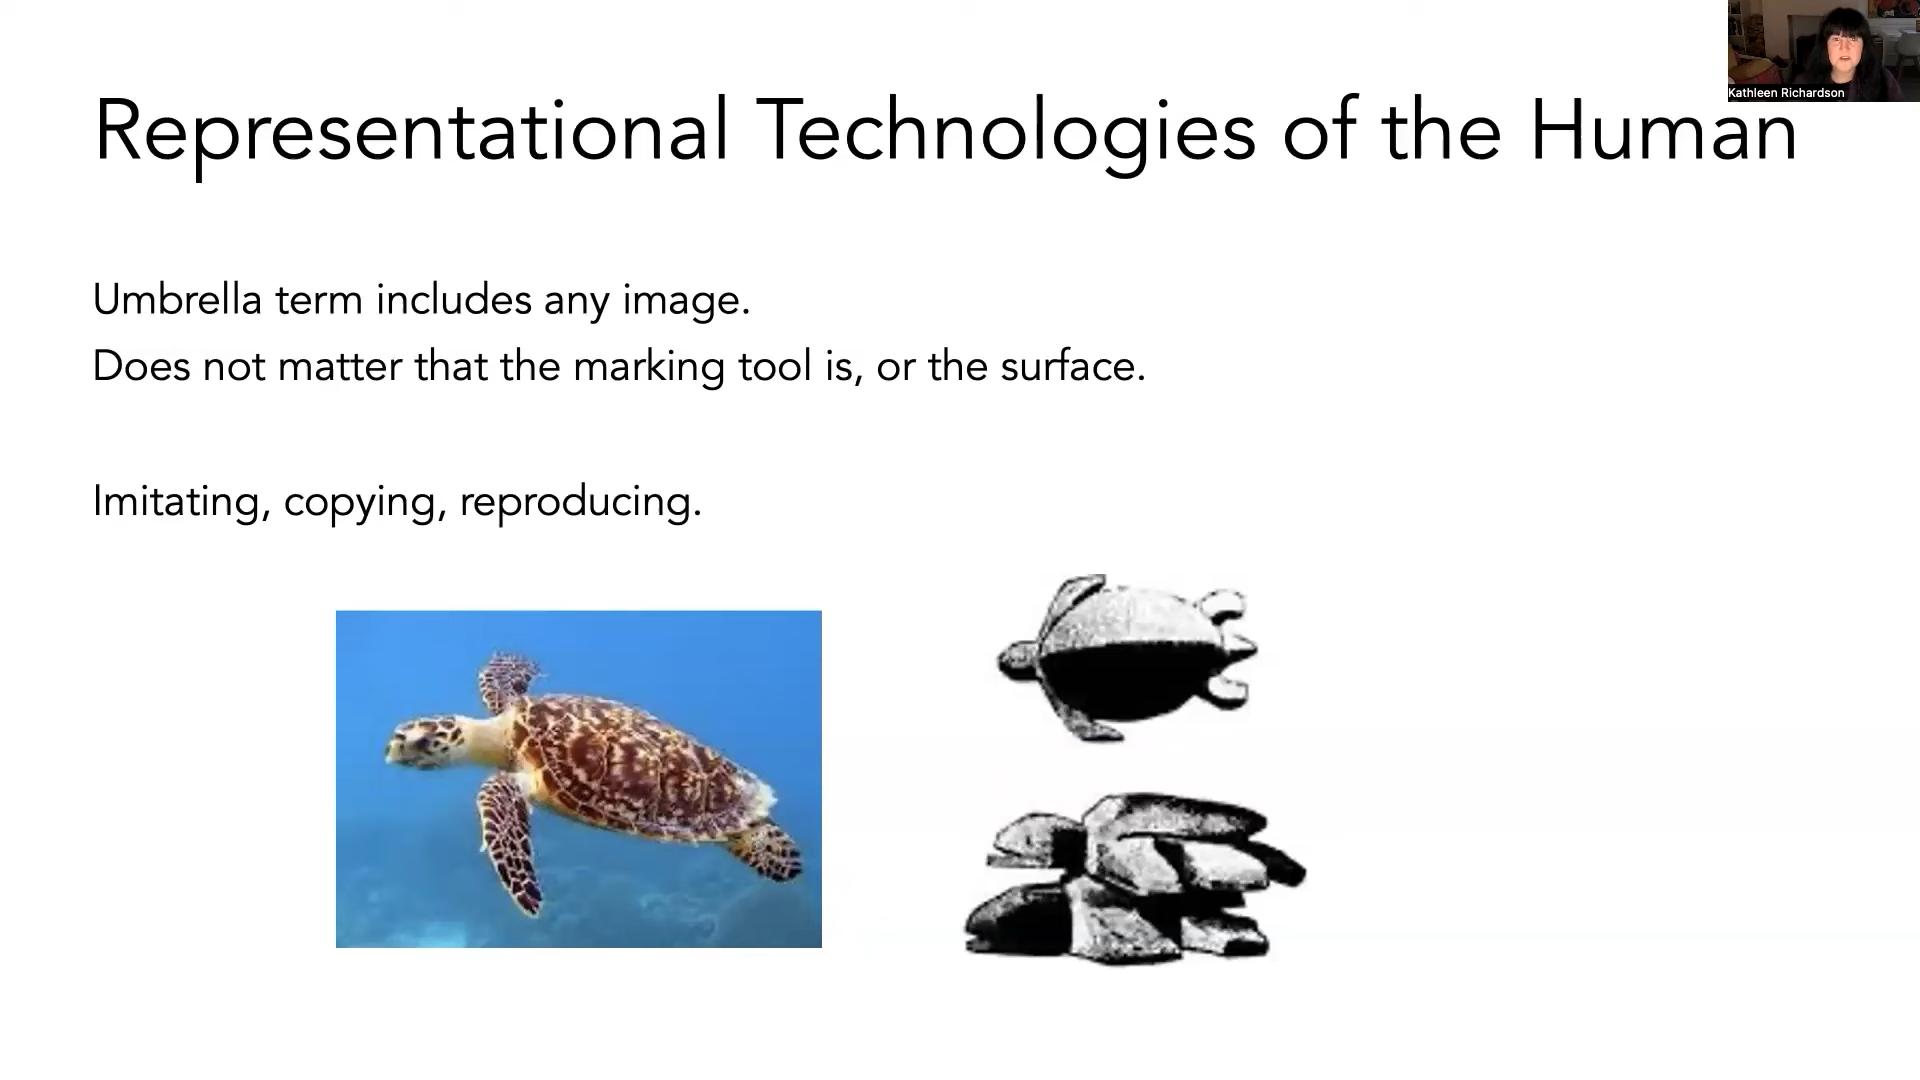 Kathleen Richardson
Representational Technologies of the Human
Umbrella term includes any image.
Does not matter that the marking tool is, or the surface.
Imitating, copying, reproducing.